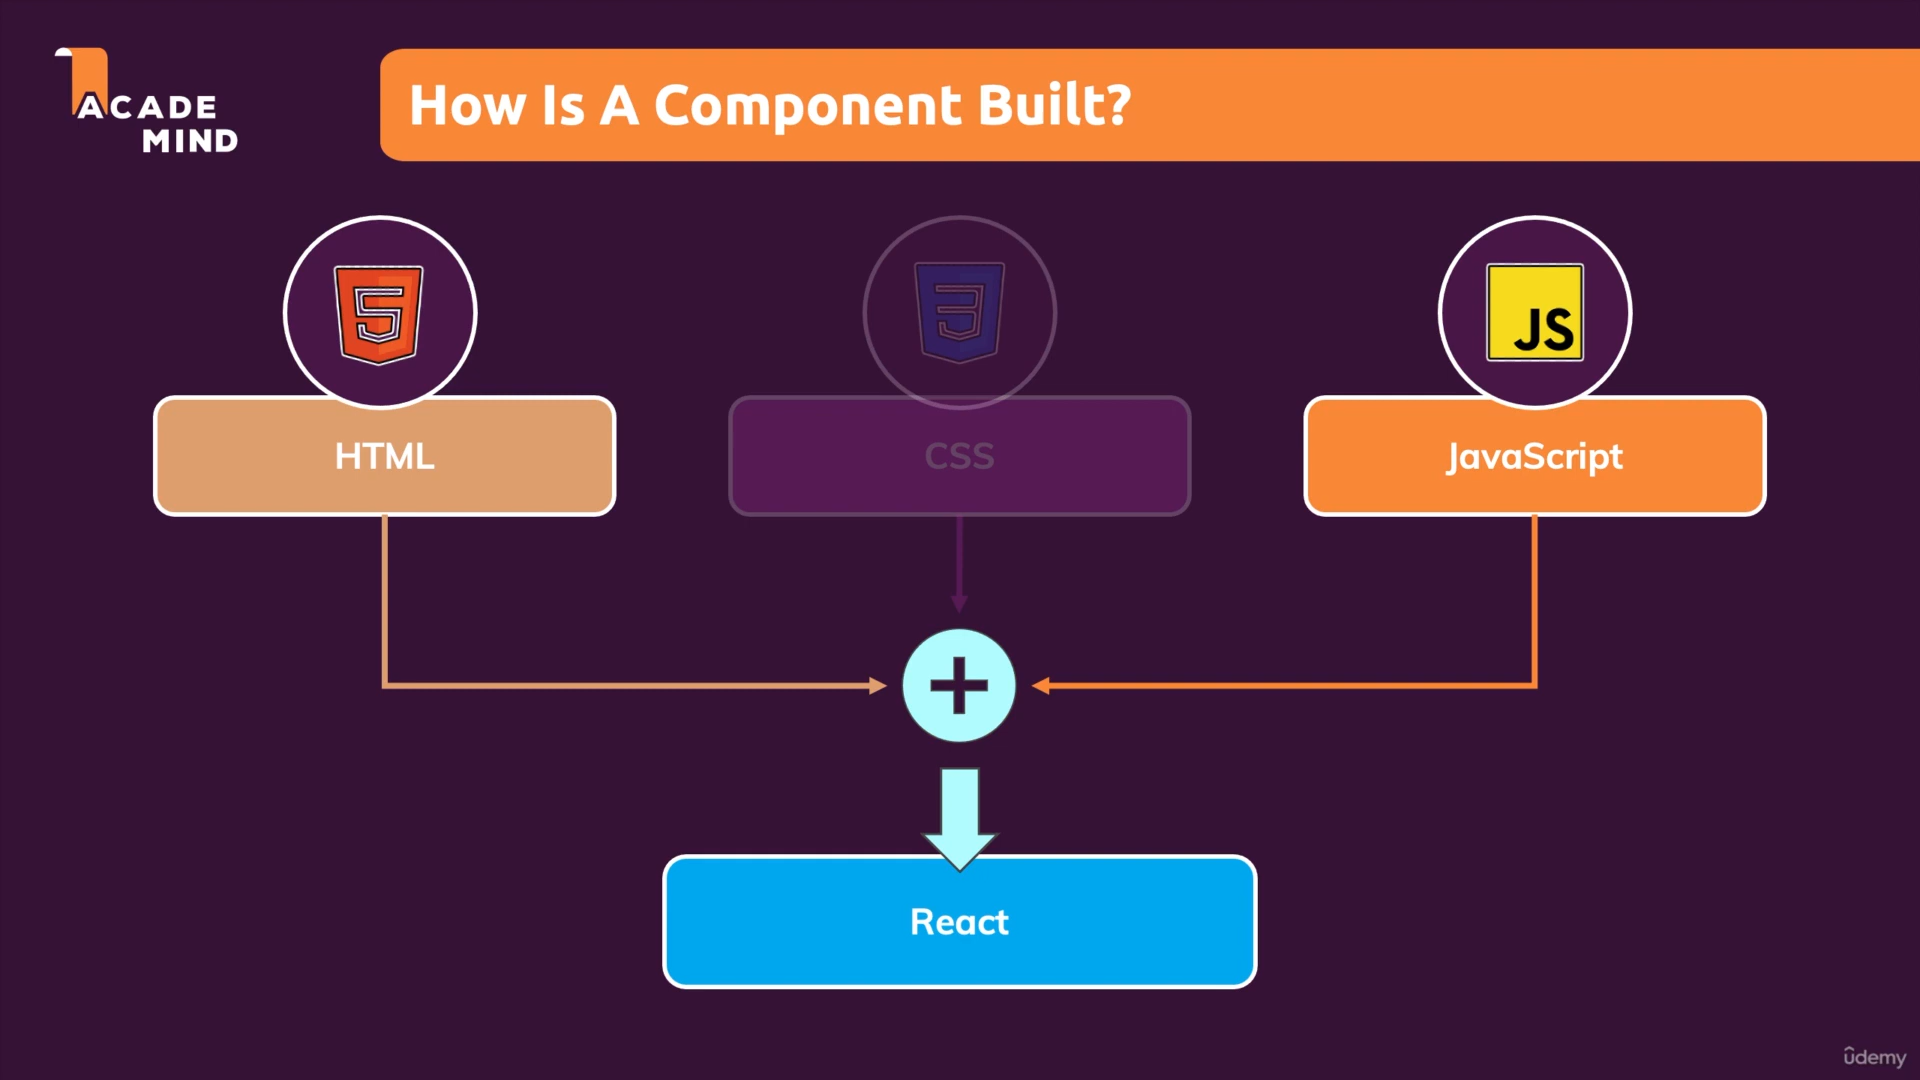 ACADE
MIND
How Is A Component Built?
5
3
JS
HTML
CSS
JavaScript
React
ûdemy